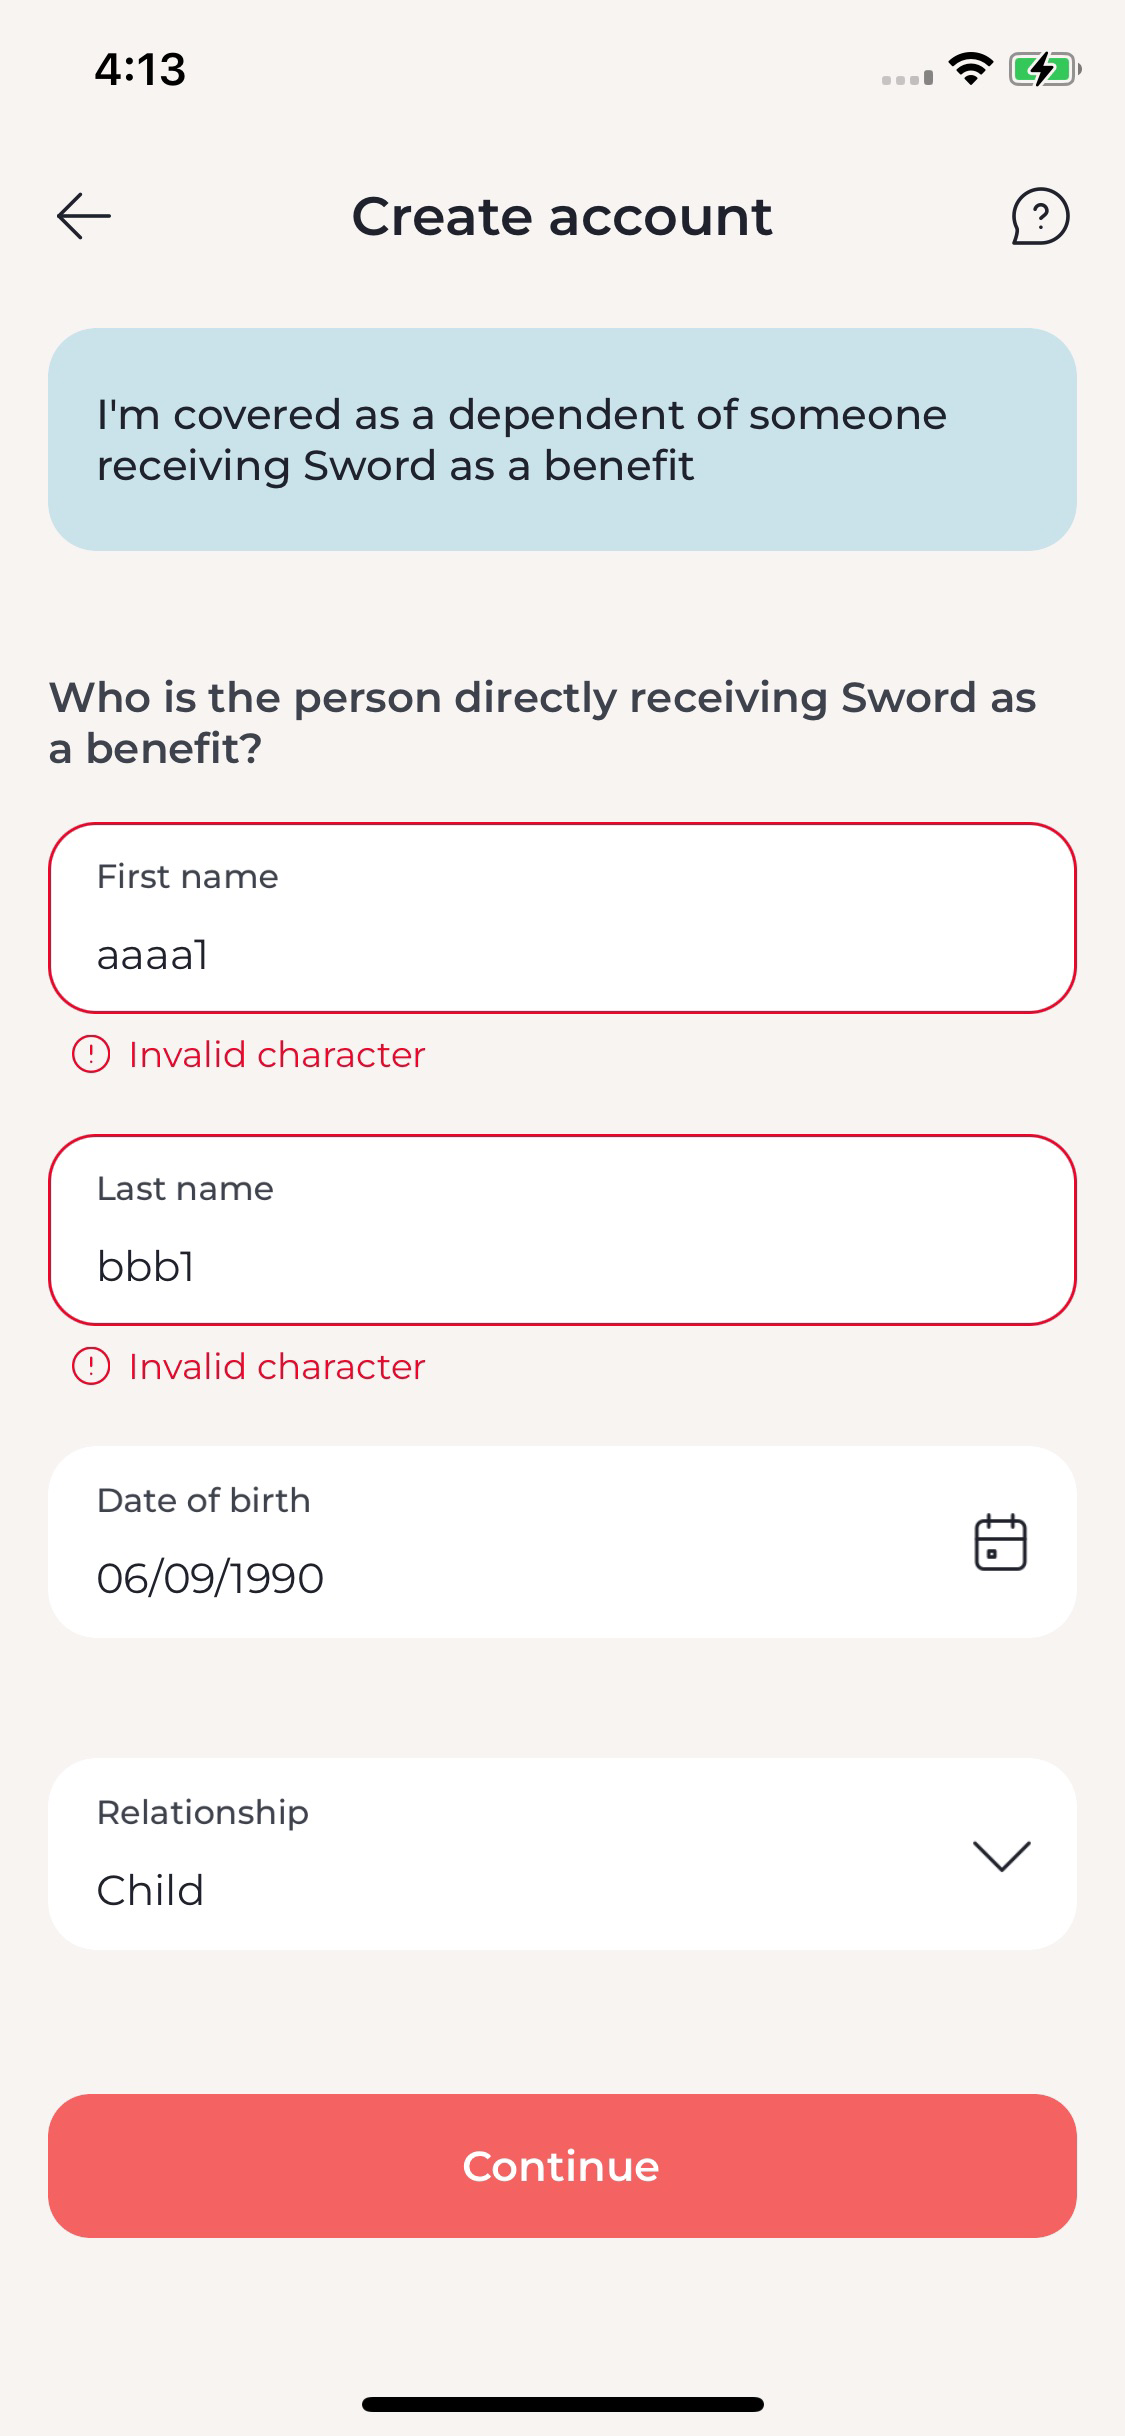 4:13
Create account
I'm covered as a dependent of someone
receiving Sword as a benefit
Who is the person directly receiving Sword as
a benefit?
First name
aaaa1
Invalid character
Last name
bbb1
Invalid character
Date of birth
06/09/1990
Relationship
Child
Continue